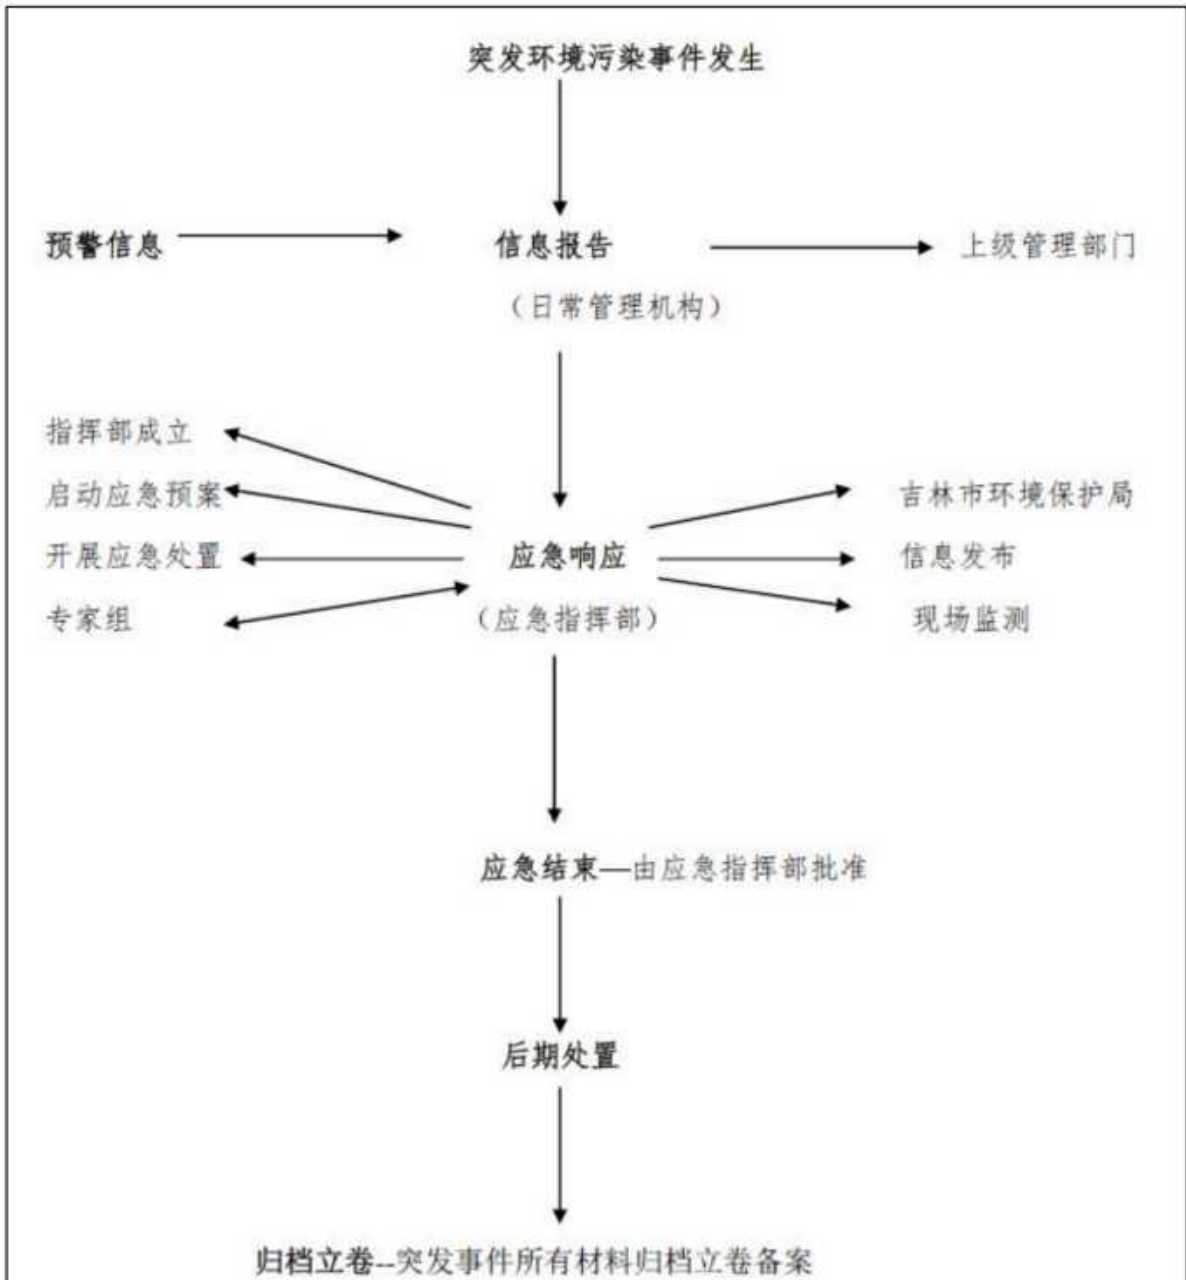 突发环境污染事件发生
预警信息
信息报告
上级管理部门
（日常管理机构）
指挥部成立
启动应急预案
吉林市环境保护局
开展应急处置
应急响应
信息发布
专家组
（应急指挥部）
现场监测
应急结束—由应急指挥部批准
后期处置
归档立卷--突发事件所有材料归档立卷备案